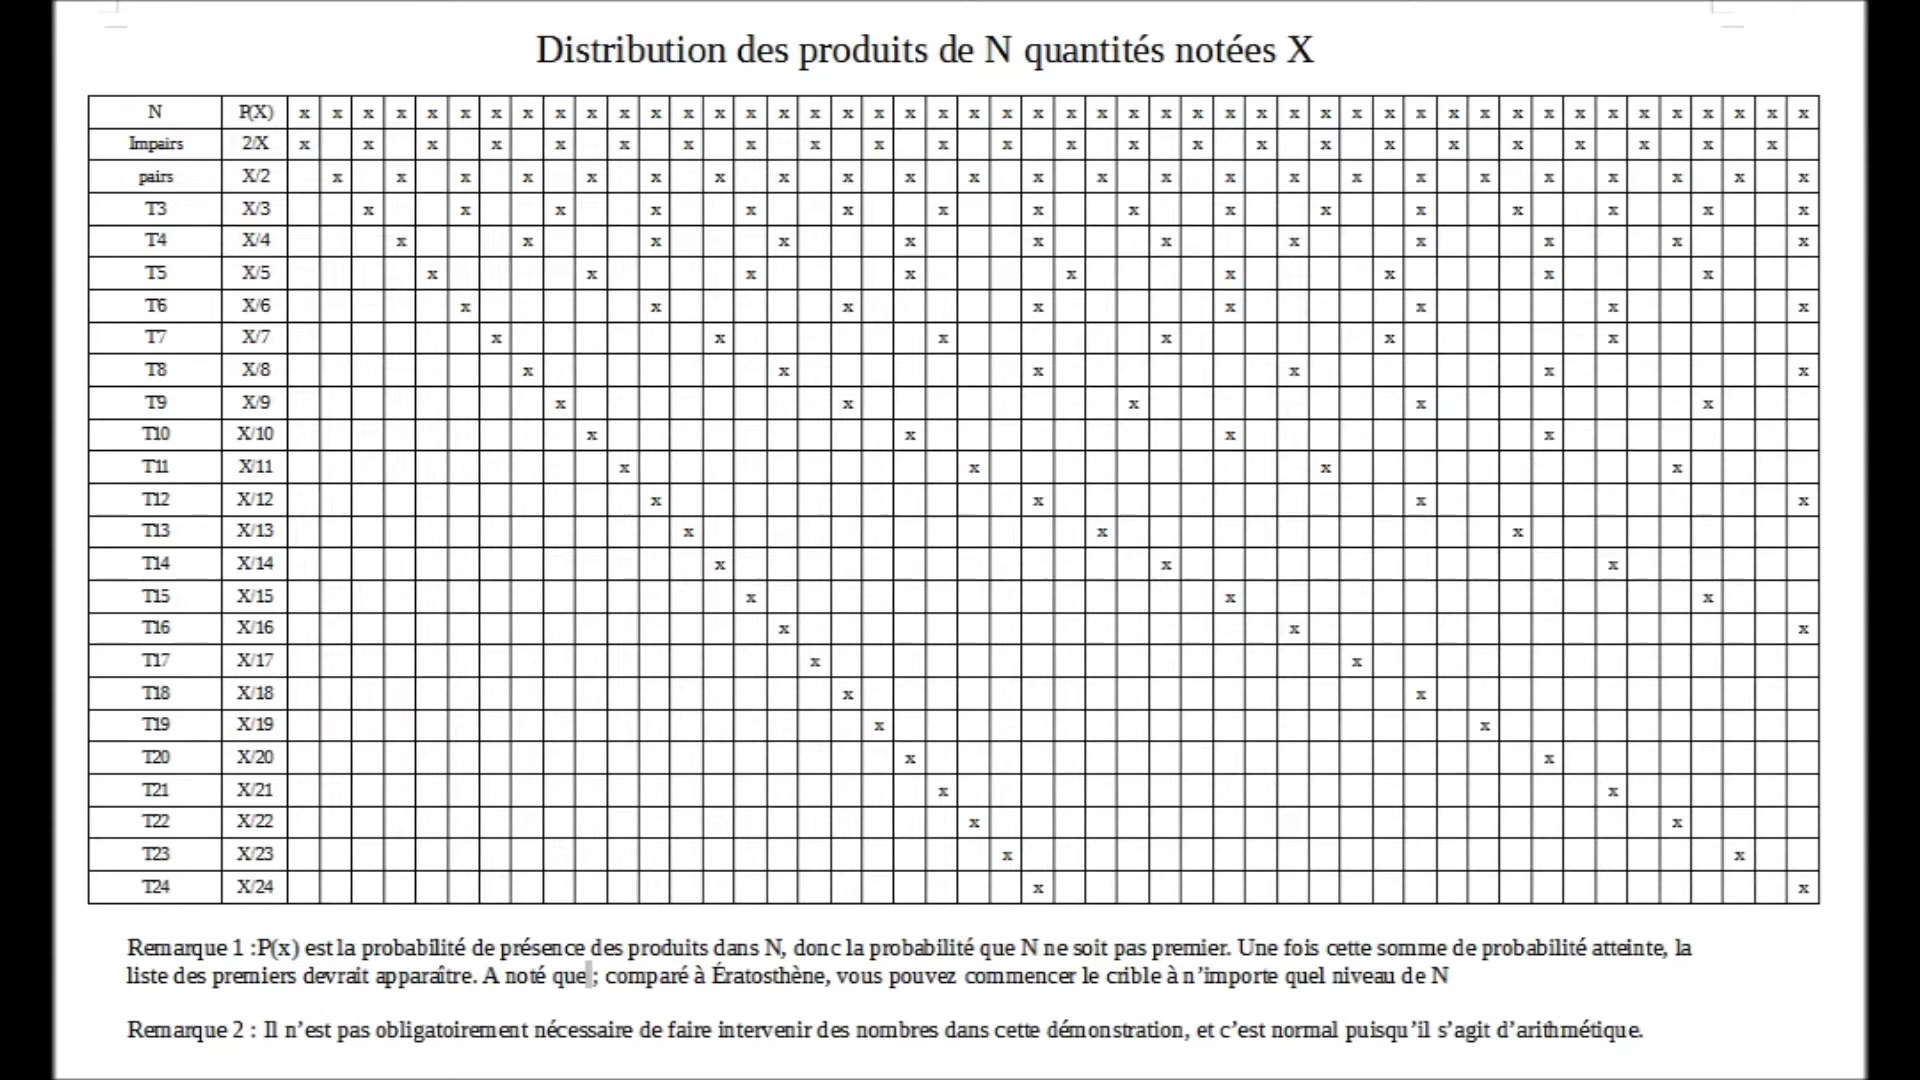 Distribution des produits de N quantités notées X
N P(X) x x x x x x x x x x x x x x x x x x x x x x x x x x x x x x x x x x x x x x x x x x x x x x x x
Impairs 2/X x x x x x x x x x x x x x x x x x x x x x x x x
pairs X/2 x x x x x x x x x x x x x x x x x x x x x x x x
T3 X/3 x x x x x x x x x x x x x x x x
T4 X/4 x x x x x x x x x x x x
T5 X/5 x x x x x x x x x
T6 X/6 x x x x x x x x
T7 X/7 x x x x x x
T8 X/8 x x x x x x
T9 X/9 x x x x x
T10 X/10 x x x x
T11 X/11 x x x x
T12 X/12 x x x x
T13 X/13 x x x
T14 X/14 x x x
T15 X/15 x x x
T16 X/16 x x x
T17 X/17 x x
T18 X/18 x x
T19 X/19 x x
T20 X/20 x x
T21 X/21 x x
T22 X/22 x x
T23 X/23 x x
T24 X/24 x x
Remarque 1 :P(x) est la probabilité de présence des produits dans N, donc la probabilité que N ne soit pas premier. Une fois cette somme de probabilité atteinte, la
liste des premiers devrait apparaître. A noté que ; comparé à Ératosthène, vous pouvez commencer le crible à n'importe quel niveau de N
Remarque 2 : Il n'est pas obligatoirement nécessaire de faire intervenir des nombres dans cette démonstration, et c'est normal puisqu'il s'agit d'arithmétique.